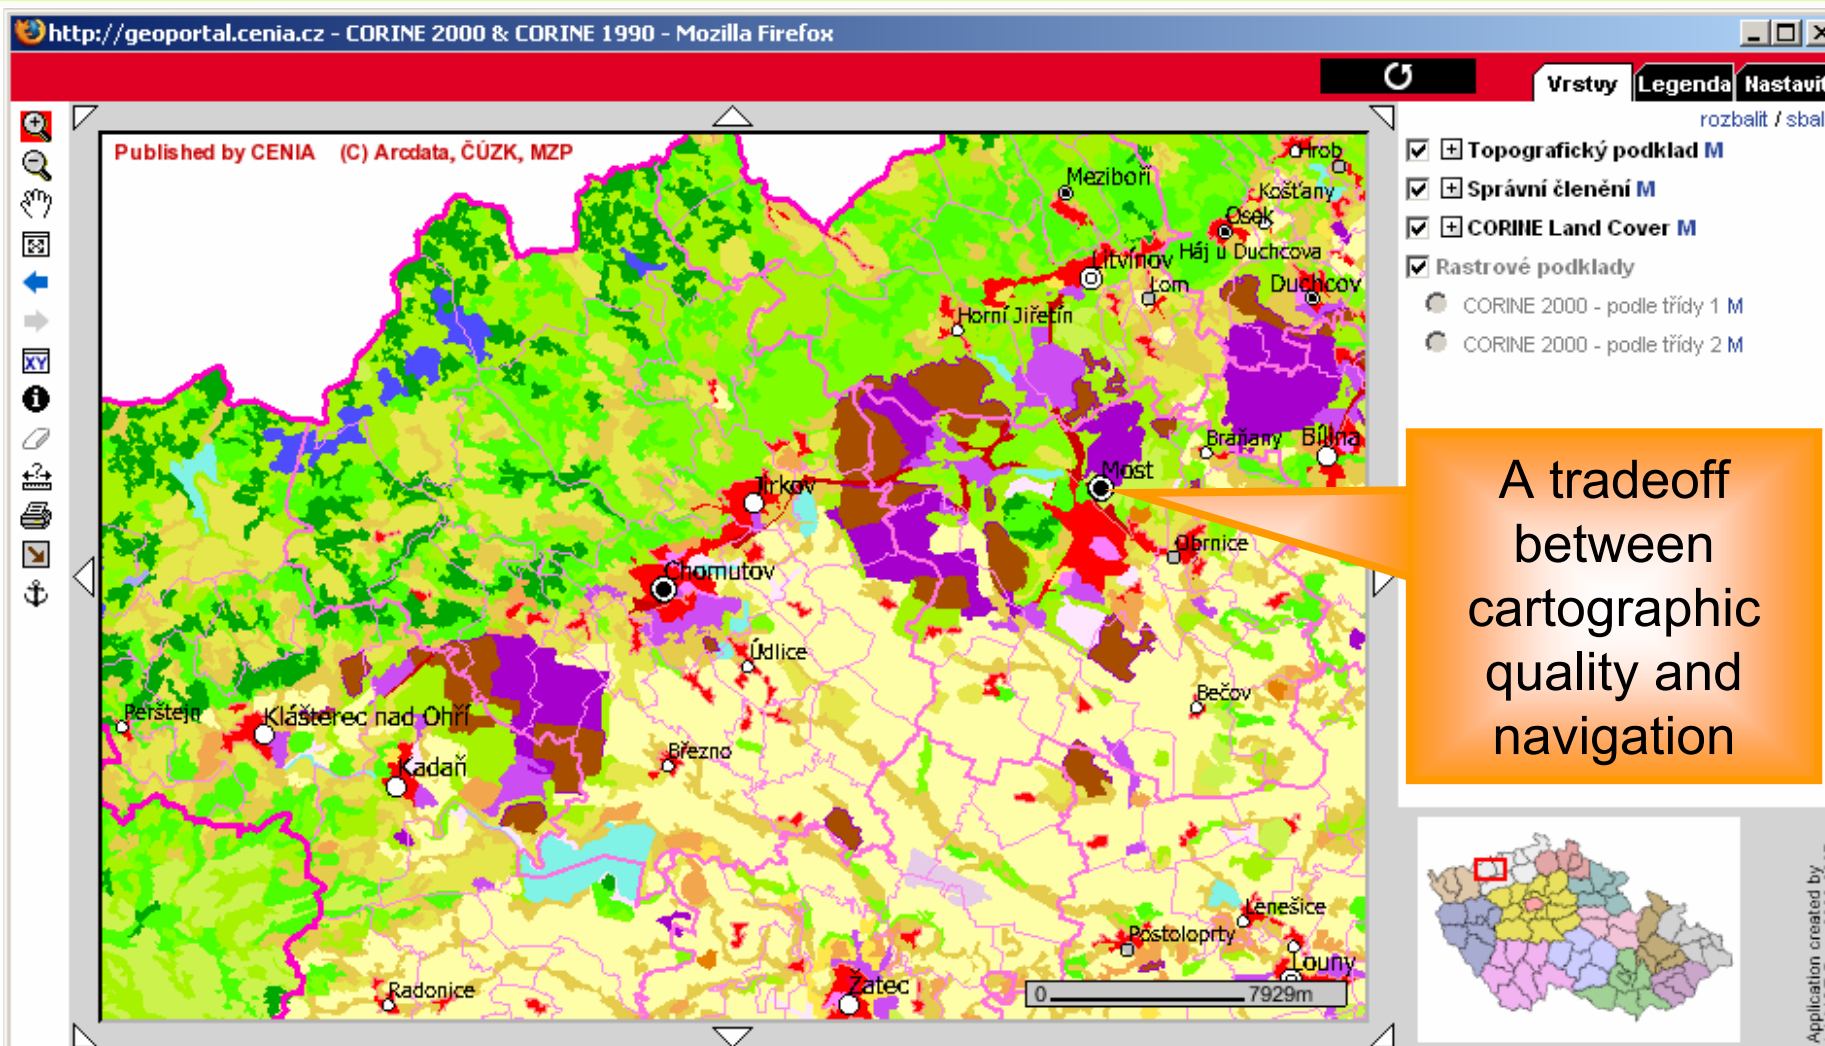 http://geoportal.cenia.cz - CORINE 2000 & CORINE 1990 - Mozilla Firefox
Vrstvy Legenda Nastavit
rozbalit / sbal
Topografický podklad M
Správní členění M
CORINE Land Cover M
Rastrové podklady
CORINE 2000 - podle třídy 1 M
CORINE 2000 - podle třídy 2 M
XY
Published by CENIA (C) Arcdata, ČÚZK, MZP
Hrob
Meziboří
Košťany
Osek
Litvínov
Háj u Duchcova
Lom
Duchcov
Horní Jiřetín
Braňany
Bílina
Most
Jirkov
Obrnice
Chomutov
Údlice
Bečov
Perštejn
Klášterec nad Ohří
Březno
Kadaň
Lenešice
Postoloprty
Louny
Radonice
Žatec
0 7929m
A tradeoff
between
cartographic
quality and
navigation
Application created by